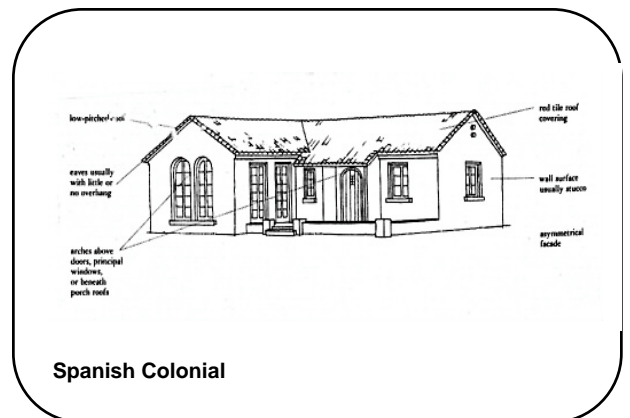 low-pitched roof
red tile roof
covering
eaves usually
with little or
no overhang
wall surface
usually stucco
arches above
doors, principal
windows,
or beneath
porch roofs
asymmetrical
facade
Spanish Colonial